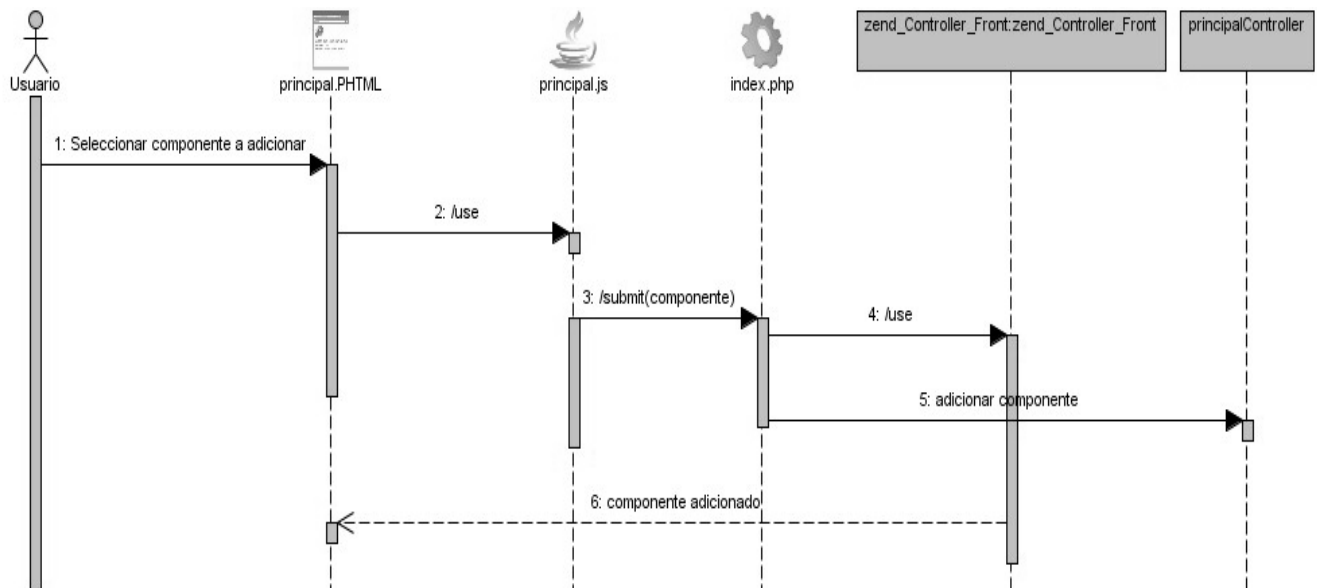 zend_Controller_Front:zend_Controller_Front
principalController
Usuario
principal.PHTML
principal.js
index.php
1: Seleccionar componente a adicionar
2: /use
3: /submit(componente)
4: /use
5: adicionar componente
6: componente adicionado